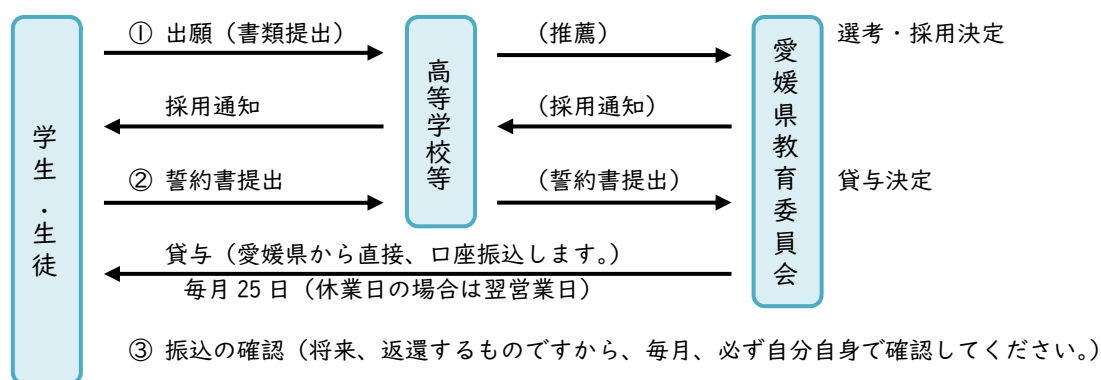 ① 出願（書類提出）
（推薦）
選考・採用決定
学生・生徒
高等学校等
愛媛県教育委員会
採用通知
（採用通知）
② 誓約書提出
（誓約書提出）
貸与決定
貸与（愛媛県から直接、口座振込します。）
毎月 25 日（休業日の場合は翌営業日）
③ 振込の確認（将来、返還するものですから、毎月、必ず自分自身で確認してください。）